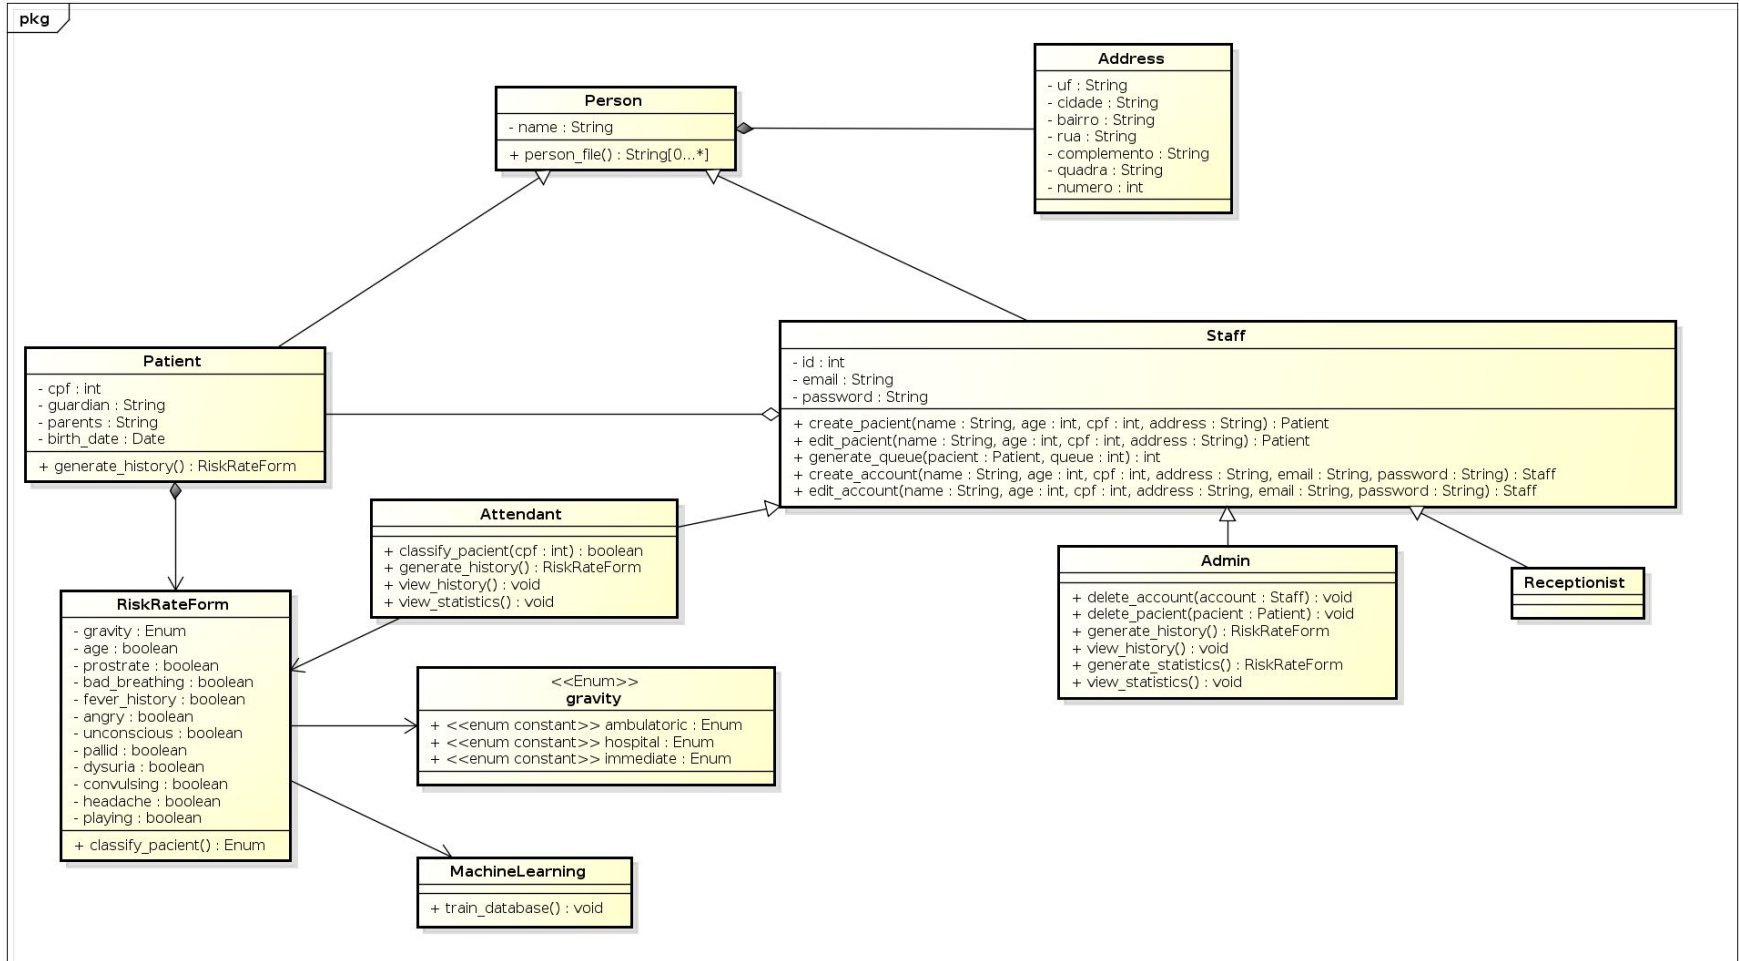 pkg
Address
- uf : String
- cidade : String
- bairro : String
- rua : String
- complemento : String
- quadra : String
- numero : int
Person
- name : String
+ person_file() : String[0...*]
Staff
- id : int
- email : String
- password : String
+ create_pacient(name : String, age : int, cpf : int, address : String) : Patient
+ edit_pacient(name : String, age : int, cpf : int, address : String) : Patient
+ generate_queue(pacient : Patient, queue : int) : int
+ create_account(name : String, age : int, cpf : int, address : String, email : String, password : String) : Staff
+ edit_account(name : String, age : int, cpf : int, address : String, email : String, password : String) : Staff
Patient
- cpf : int
- guardian : String
- parents : String
- birth_date : Date
+ generate_history() : RiskRateForm
Attendant
+ classify_pacient(cpf : int) : boolean
+ generate_history() : RiskRateForm
+ view_history() : void
+ view_statistics() : void
Admin
+ delete_account(account : Staff) : void
+ delete_pacient(pacient : Patient) : void
+ generate_history() : RiskRateForm
+ view_history() : void
+ generate_statistics() : RiskRateForm
+ view_statistics() : void
Receptionist
RiskRateForm
- gravity : Enum
- age : boolean
- prostrate : boolean
- bad_breathing : boolean
- fever_history : boolean
- angry : boolean
- unconscious : boolean
- pallid : boolean
- dysuria : boolean
- convulsing : boolean
- headache : boolean
- playing : boolean
+ classify_pacient() : Enum
<<Enum>>
gravity
+ <<enum constant>> ambulatoric : Enum
+ <<enum constant>> hospital : Enum
+ <<enum constant>> immediate : Enum
MachineLearning
+ train_database() : void